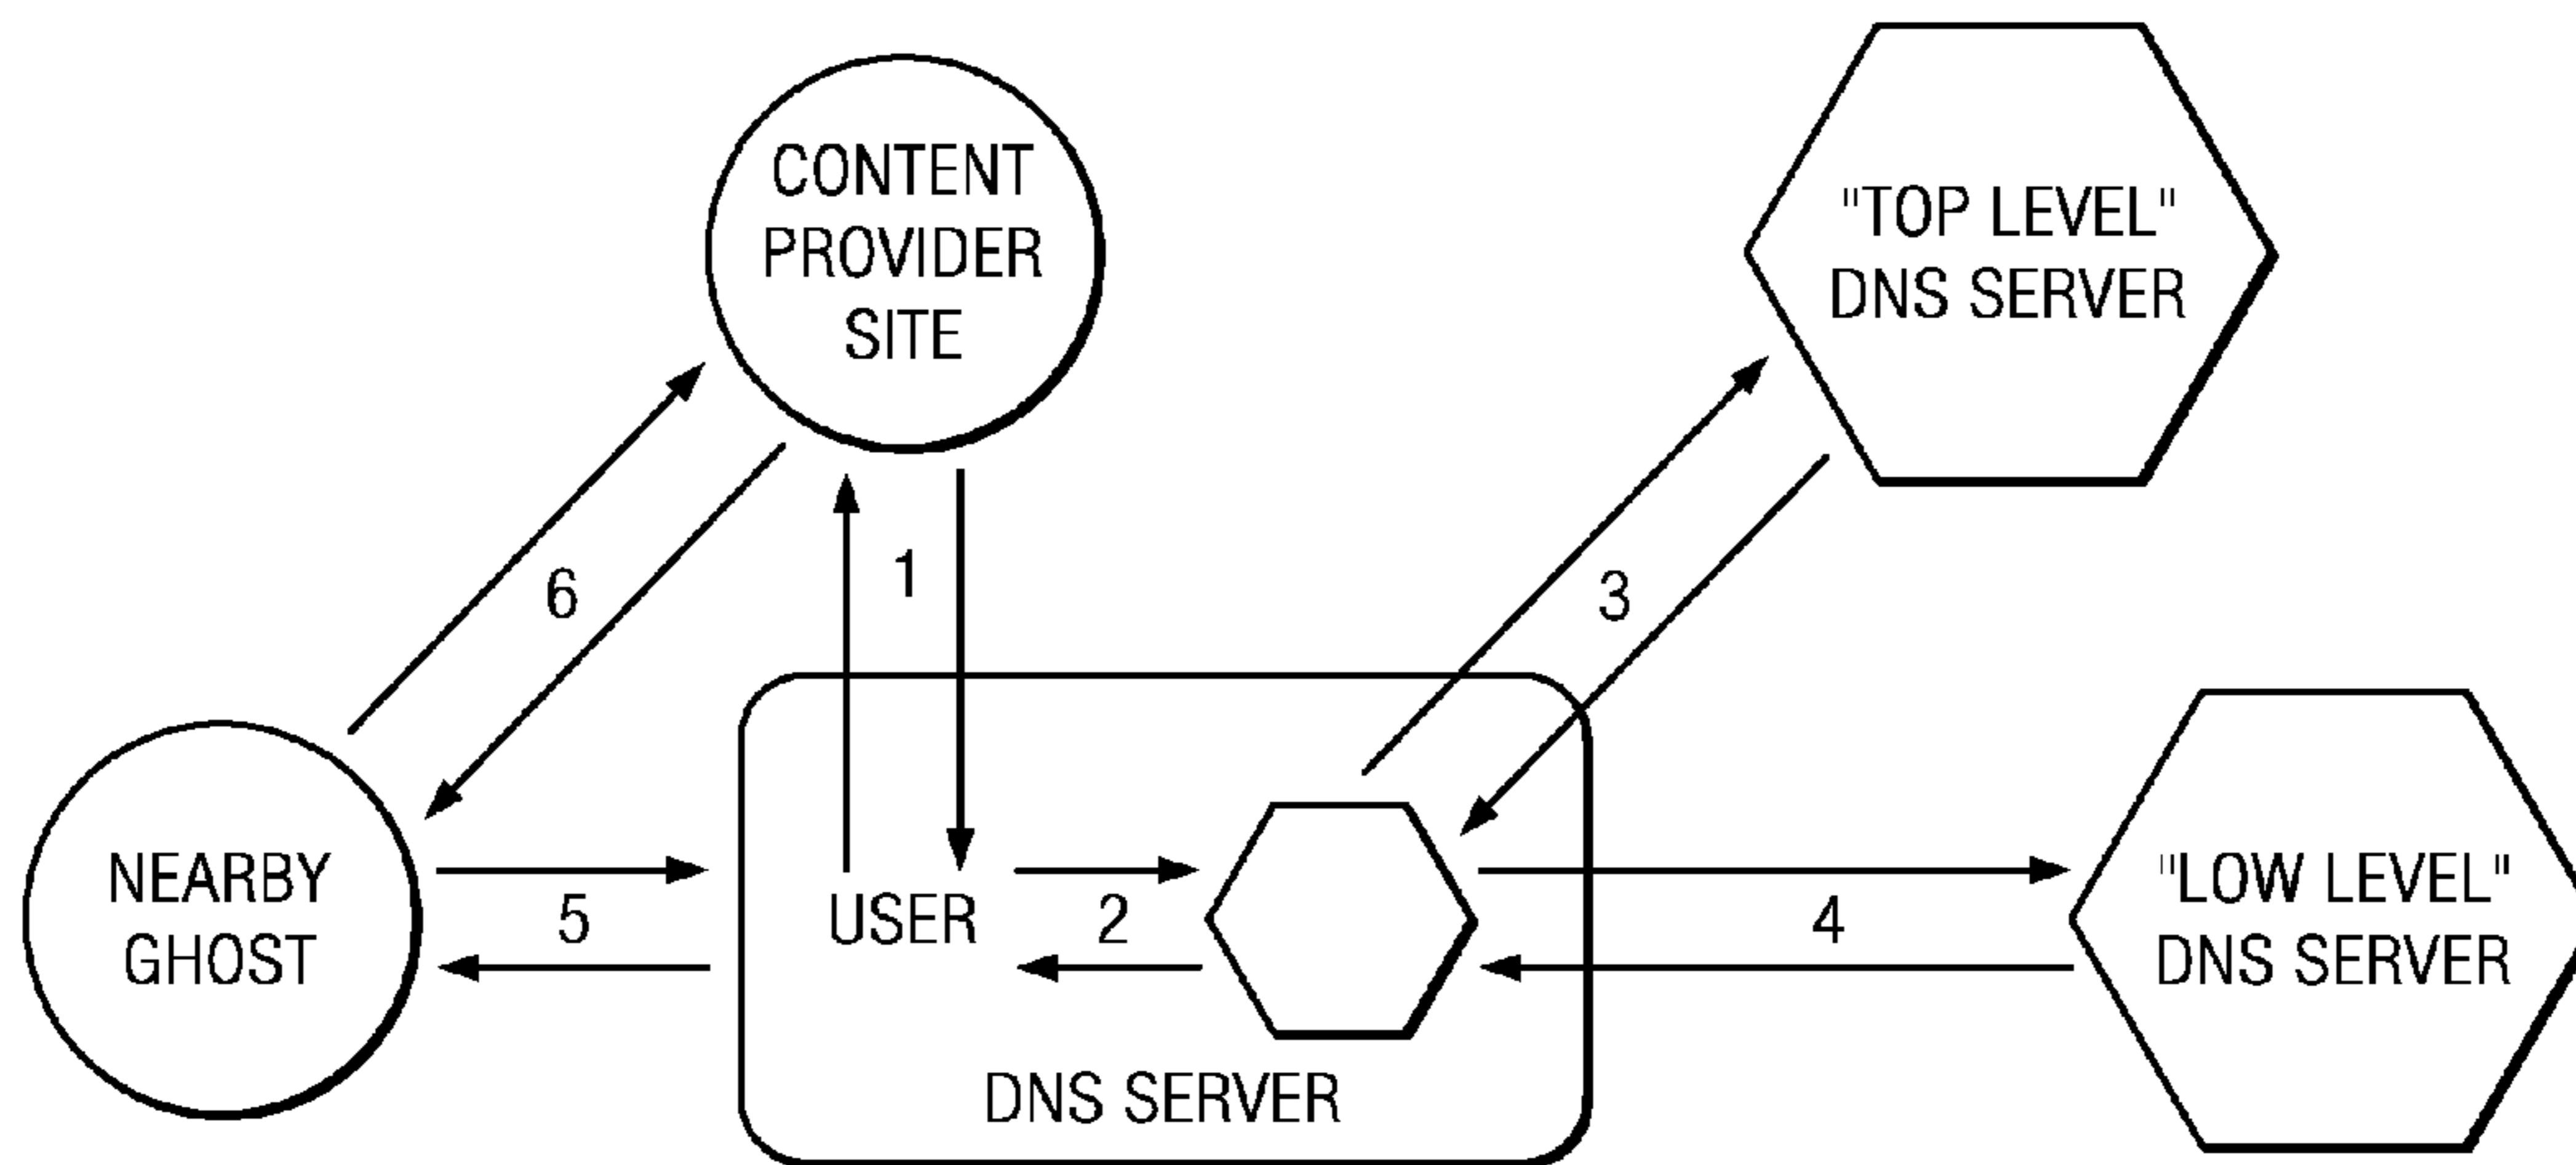 CONTENT
PROVIDER
SITE
"TOP LEVEL"
DNS SERVER
1
6
3
NEARBY
GHOST
5
USER
2
4
"LOW LEVEL"
DNS SERVER
DNS SERVER